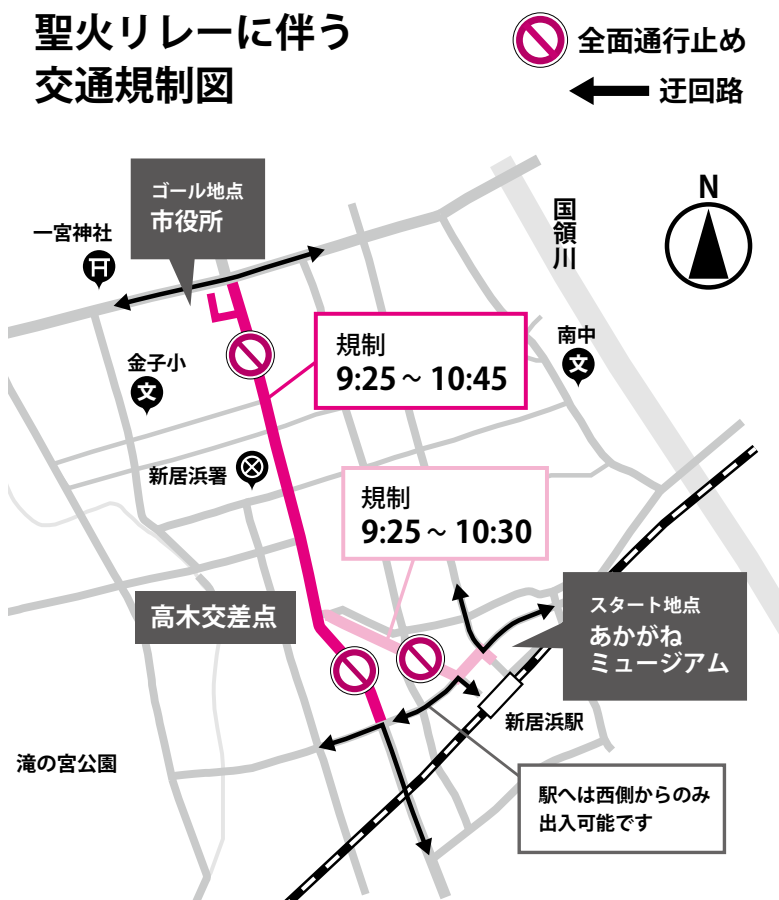 聖火リレーに伴う
交通規制図
全面通行止め
迂回路
N
国領川
ゴール地点
市役所
一宮神社
規制
9:25～10:45
南中
文
金子小
文
新居浜署
規制
9:25～10:30
高木交差点
スタート地点
あかがね
ミュージアム
新居浜駅
滝の宮公園
駅へは西側からのみ
出入可能です